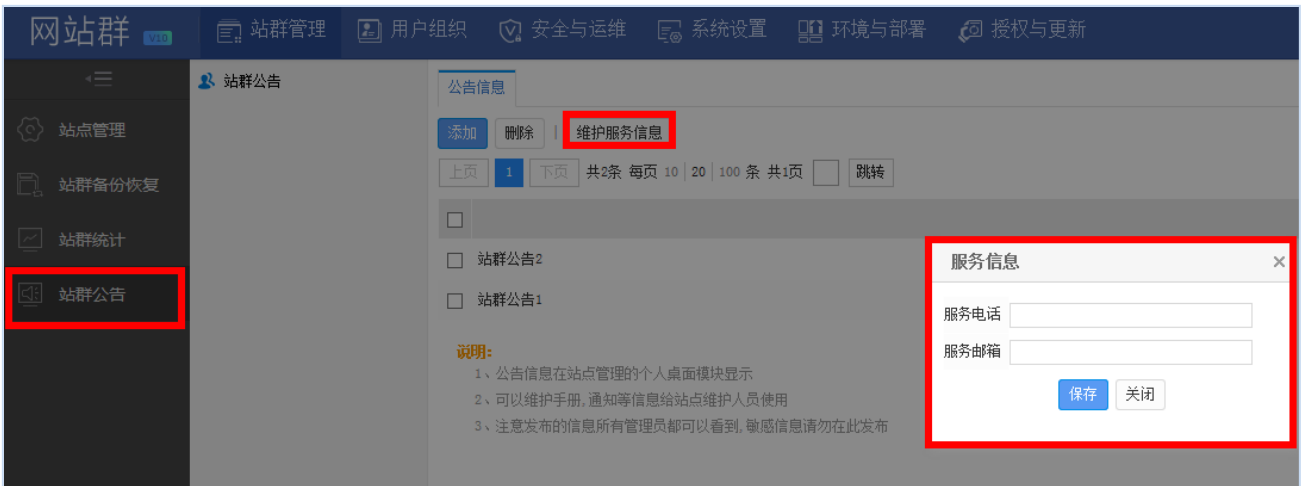 网站群 V10 站群管理 用户组织 安全与运维 系统设置 环境与部署 授权与更新
站群公告
公告信息
站点管理
站群备份恢复
站群统计
站群公告
添加 删除 | 维护服务信息
上页 1 下页 共2条 每页 10 | 20 | 100 条 共1页 跳转
站群公告2
站群公告1
说明:
1、公告信息在站点管理的个人桌面模块显示
2、可以维护手册,通知等信息给站点维护人员使用
3、注意发布的信息所有管理员都可以看到,敏感信息请勿在此发布
服务信息 ×
服务电话
服务邮箱
保存 关闭